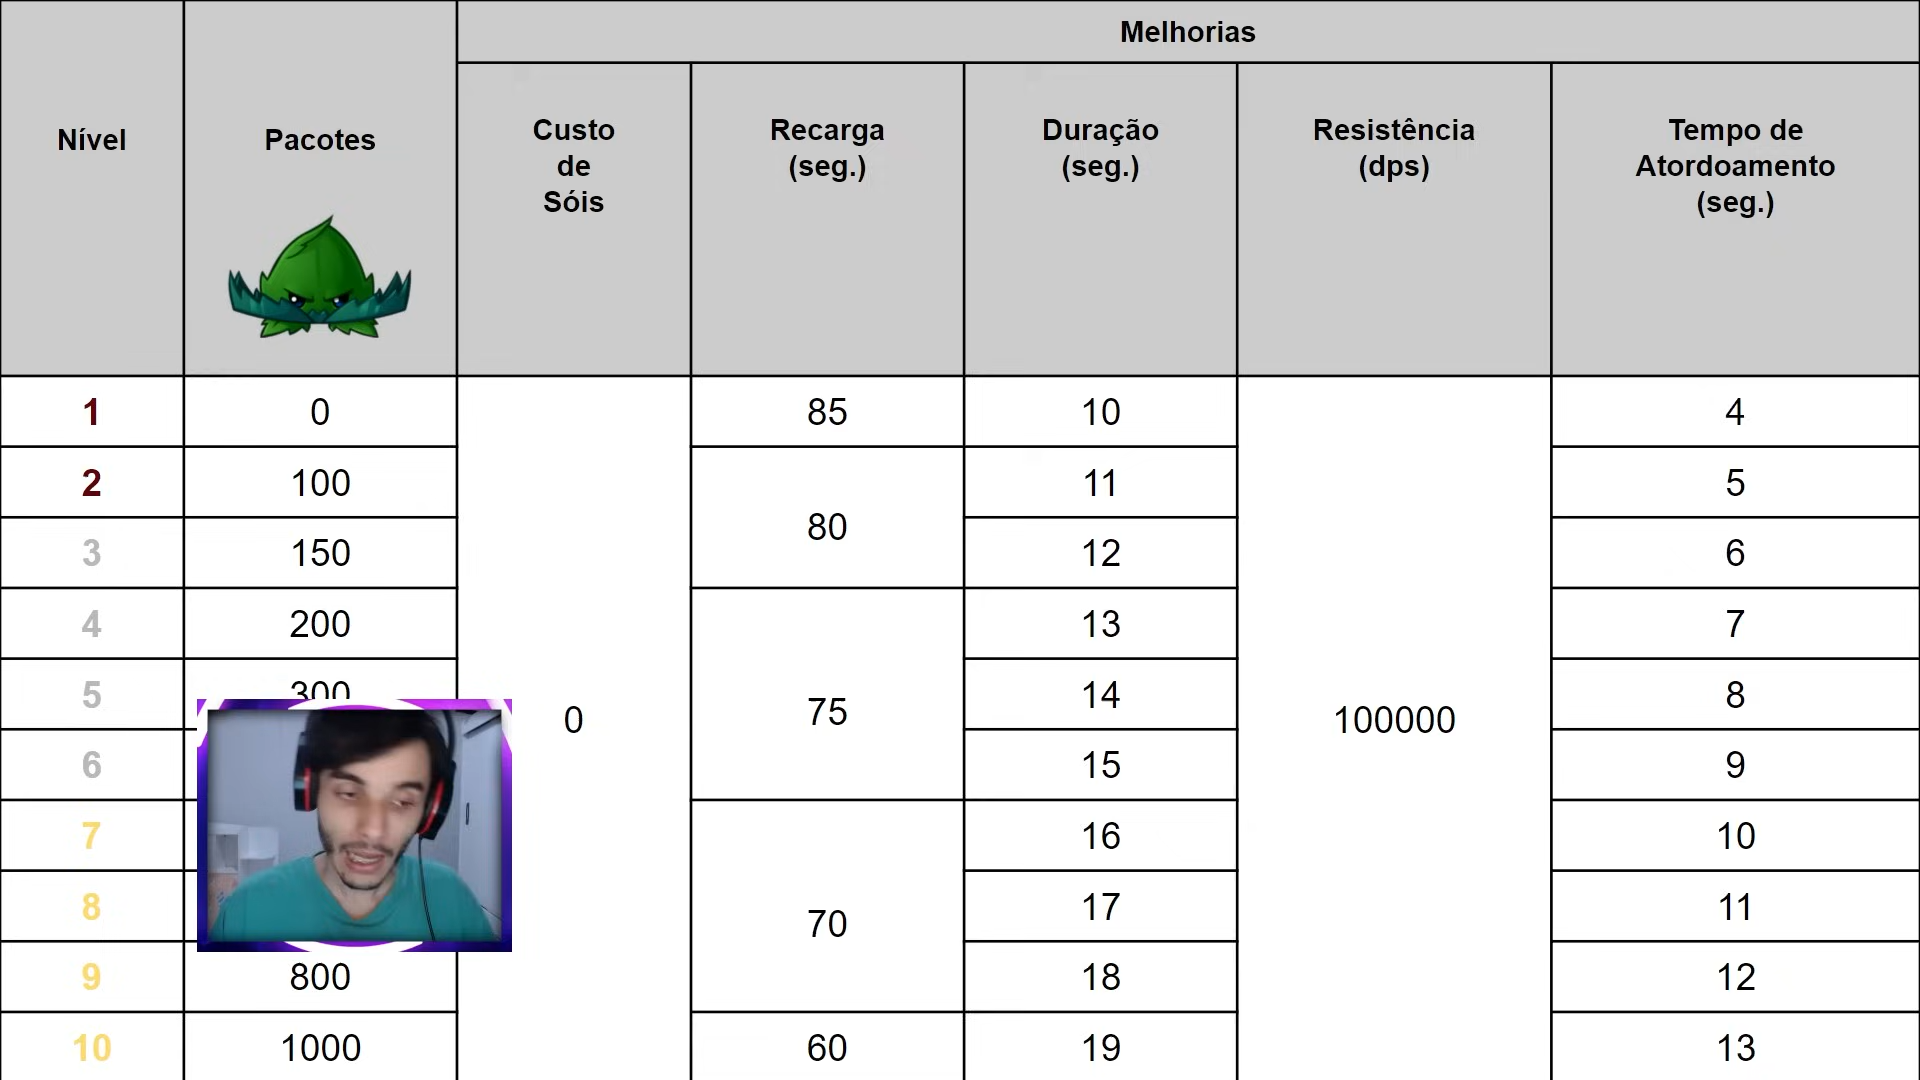 Melhorias
Nível
Pacotes
Custo
de
Sóis
Recarga
(seg.)
Duração
(seg.)
Resistência
(dps)
Tempo de
Atordoamento
(seg.)
1
0
85
10
4
2
100
80
11
5
3
150
12
6
4
200
13
7
5
300
0
75
14
100000
8
6
15
9
7
16
10
8
70
17
11
9
800
18
12
10
1000
60
19
13